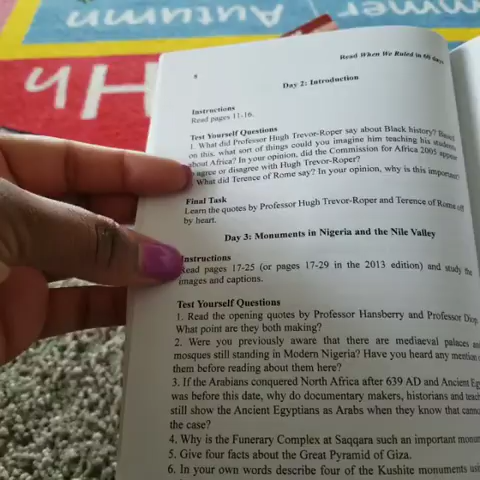 mmer
Autumn
Hh
Read When We Ruled in 60 days
8
Day 2: Introduction
Instructions
Read pages 11-16.
Test Yourself Questions
1. What did Professor Hugh Trevor-Roper say about Black history? Based
on this, what sort of things could you imagine him teaching his students
about Africa? In your opinion, did the Commission for Africa 2005 appear
to agree or disagree with Hugh Trevor-Roper?
What did Terence of Rome say? In your opinion, why is this important?
Final Task
Learn the quotes by Professor Hugh Trevor-Roper and Terence of Rome off
by heart.
Day 3: Monuments in Nigeria and the Nile Valley
Instructions
Read pages 17-25 (or pages 17-29 in the 2013 edition) and study the
images and captions.
Test Yourself Questions
1. Read the opening quotes by Professor Hansberry and Professor Diop.
What point are they both making?
2. Were you previously aware that there are mediaeval palaces and
mosques still standing in Modern Nigeria? Have you heard any mention
them before reading about them here?
3. If the Arabians conquered North Africa after 639 AD and Ancient Eg
was before this date, why do documentary makers, historians and teach
still show the Ancient Egyptians as Arabs when they know that cann
the case?
4. Why is the Funerary Complex at Saqqara such an important monum
5. Give four facts about the Great Pyramid of Giza.
6. In your own words describe four of the Kushite monuments